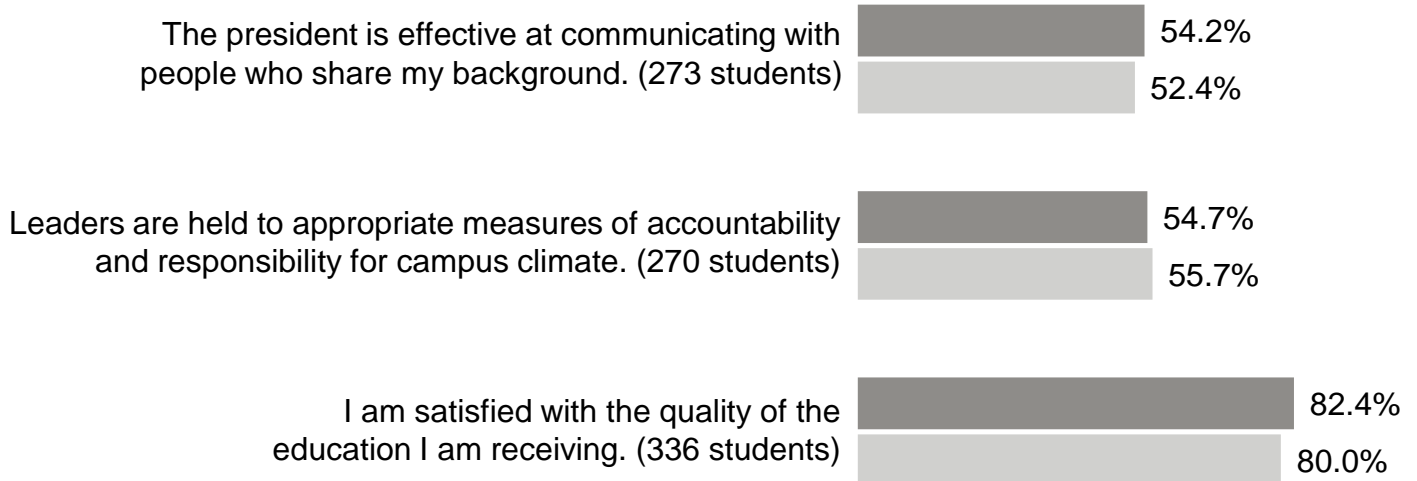 The president is effective at communicating with
people who share my background. (273 students)
54.2%
52.4%
Leaders are held to appropriate measures of accountability
and responsibility for campus climate. (270 students)
54.7%
55.7%
I am satisfied with the quality of the
education I am receiving. (336 students)
82.4%
80.0%